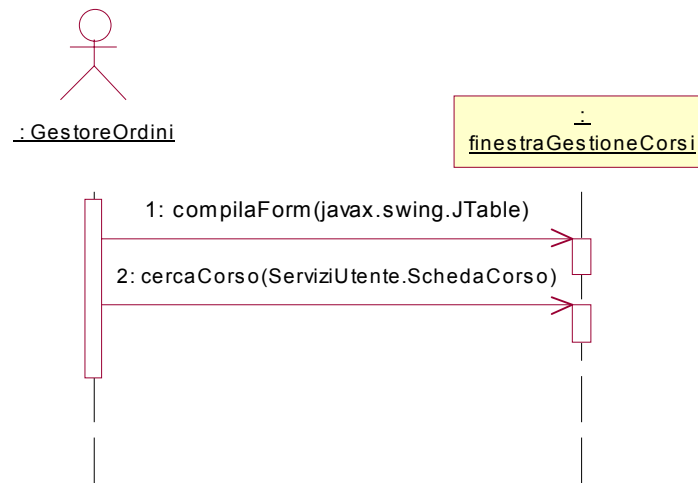 : GestoreOrdini
:
finestraGestioneCorsi
1: compilaForm(javax.swing.JTable)
2: cercaCorso(ServiziUtente.SchedaCorso)